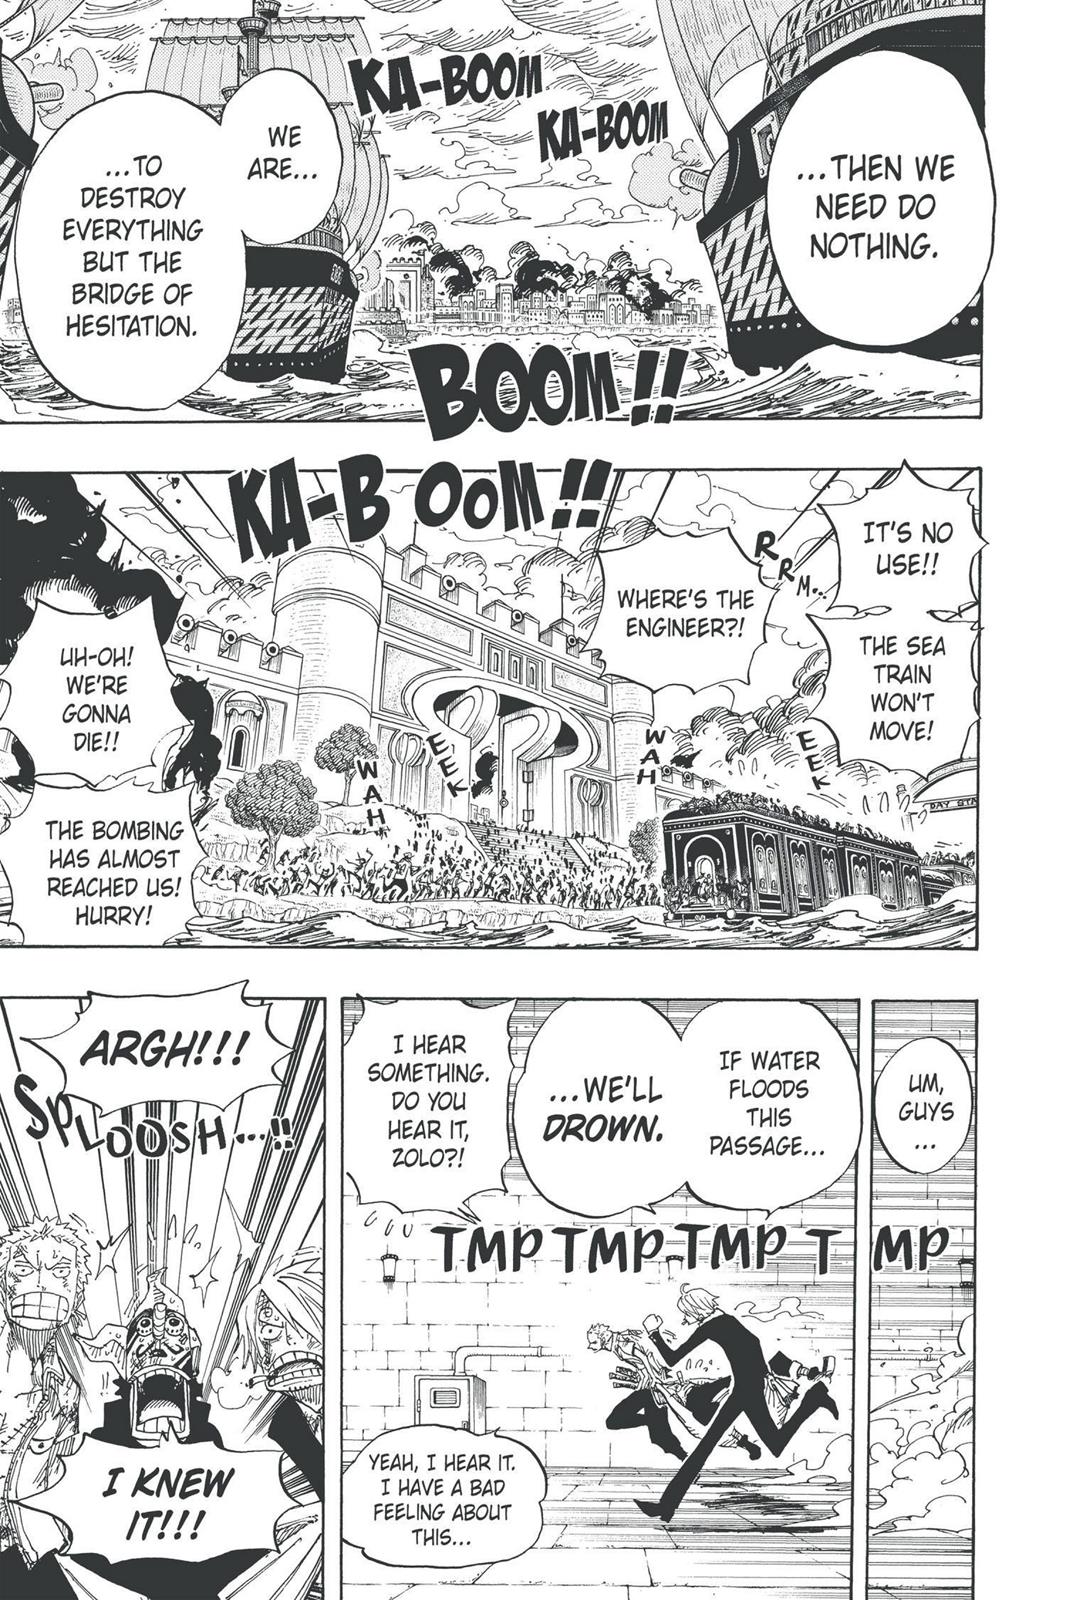 ...THEN WE
NEED DO
NOTHING.
KA-BOOM
KA-BOOM
WE
ARE...
...TO
DESTROY
EVERYTHING
BUT THE
BRIDGE OF
HESITATION.
BOOM!!
KA-BOOM!!
IT'S NO
USE!!
THE SEA
TRAIN
WON'T
MOVE!
RRM...
WHERE'S THE
ENGINEER?!
EEK
WAH
EEK
WAH
DAY STA
UH-OH!
WE'RE
GONNA
DIE!!
THE BOMBING
HAS ALMOST
REACHED US!
HURRY!
UM,
GUYS
...
IF WATER
FLOODS
THIS
PASSAGE...
...WE'LL
DROWN.
I HEAR
SOMETHING.
DO YOU
HEAR IT,
ZOLO?!
TMP TMP TMP TMP
YEAH, I HEAR IT.
I HAVE A BAD
FEELING ABOUT
THIS...
ARGH!!!
SPLOOSH...!!
I KNEW
IT!!!